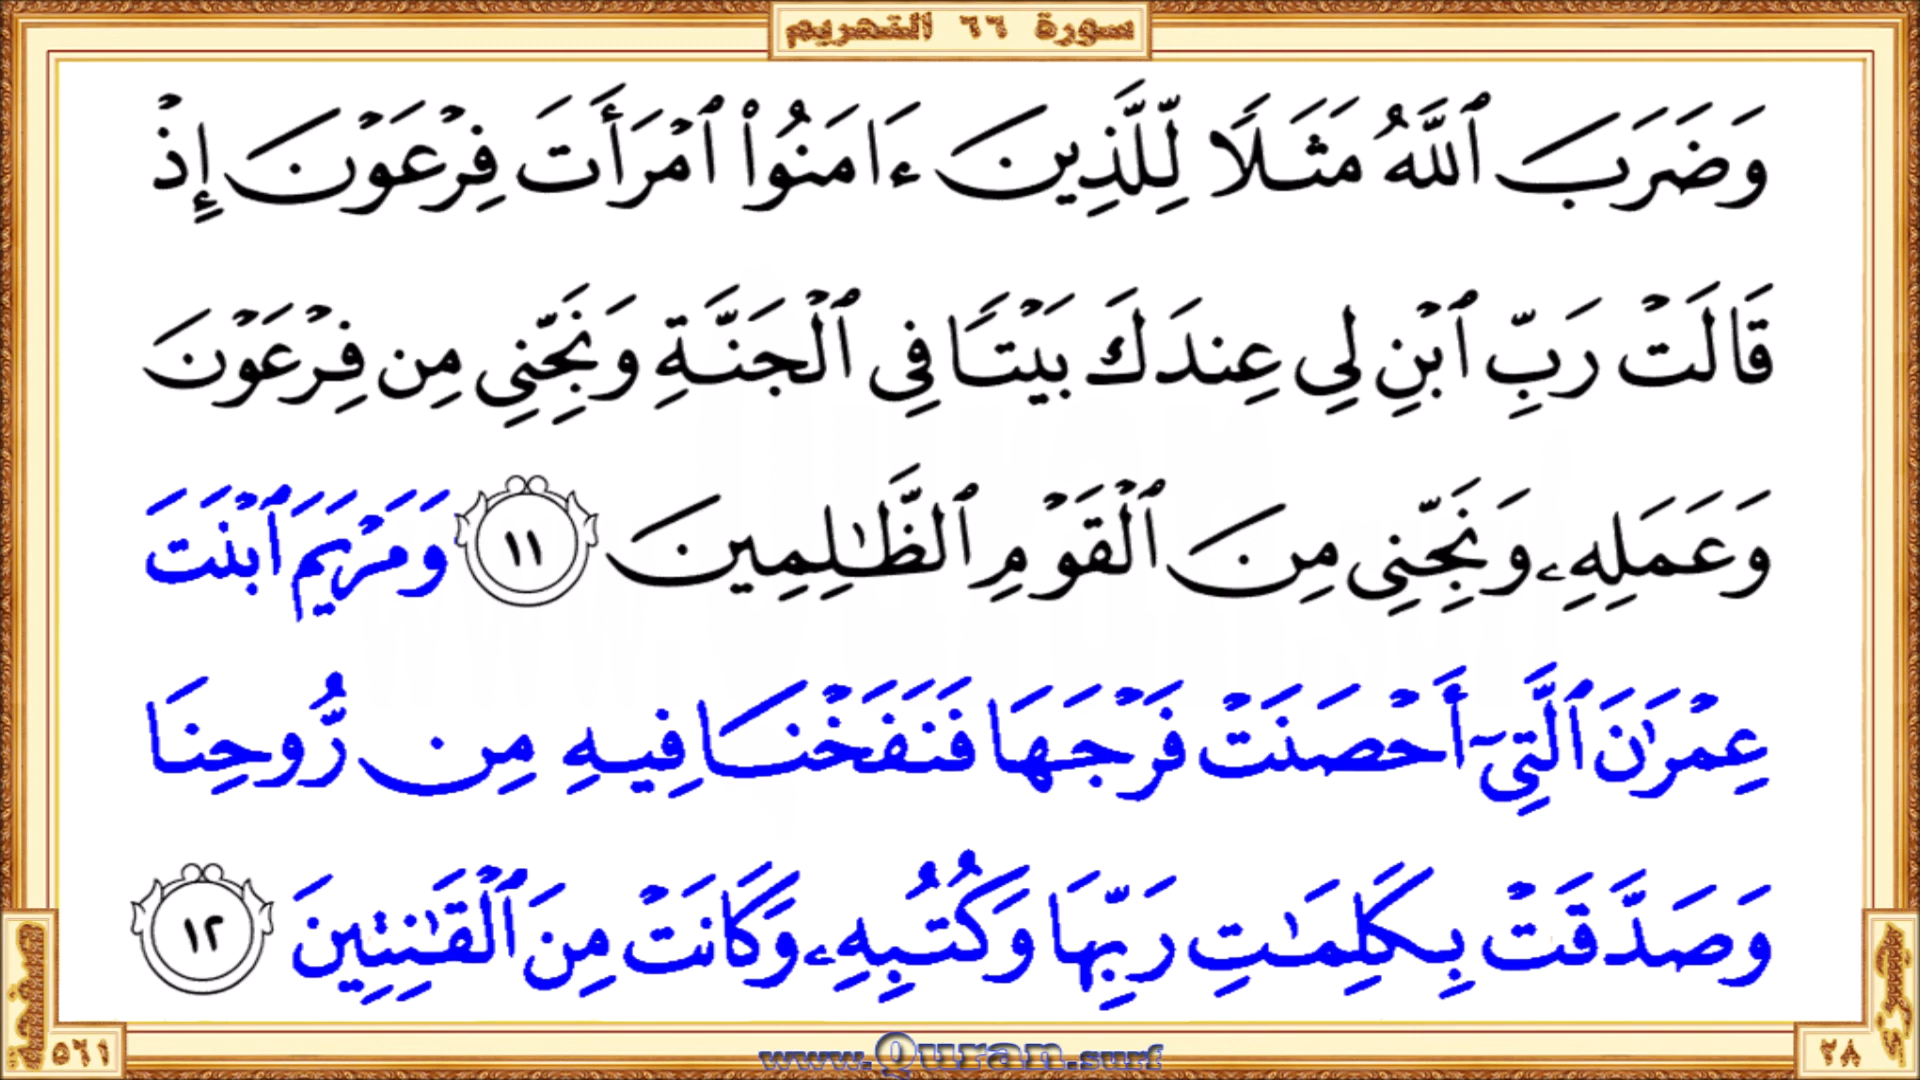 سورة ٦٦ التحريم
وَضَرَبَ ٱللَّهُ مَثَلًا لِّلَّذِينَ ءَامَنُوا۟ ٱمْرَأَتَ فِرْعَوْنَ إِذْ
قَالَتْ رَبِّ ٱبْنِ لِى عِندَكَ بَيْتًا فِى ٱلْجَنَّةِ وَنَجِّنِى مِن فِرْعَوْنَ
وَعَمَلِهِۦ وَنَجِّنِى مِنَ ٱلْقَوْمِ ٱلظَّـٰلِمِينَ ١١ وَمَرْيَمَ ٱبْنَتَ
عِمْرَٰنَ ٱلَّتِىٓ أَحْصَنَتْ فَرْجَهَا فَنَفَخْنَا فِيهِ مِن رُّوحِنَا
وَصَدَّقَتْ بِكَلِمَـٰتِ رَبِّهَا وَكُتُبِهِۦ وَكَانَتْ مِنَ ٱلْقَـٰنِتِينَ ١٢
صفحة ٥٦١
www.Quran.surf
٢٨